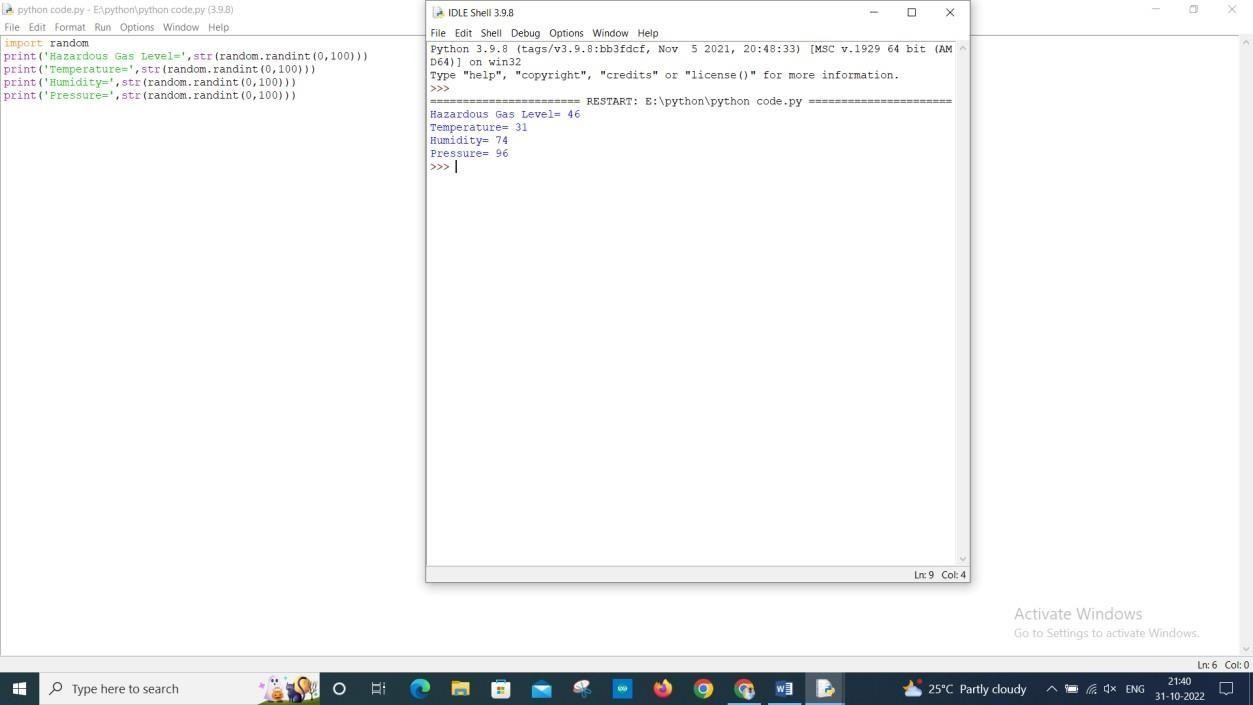 python code.py - E:\python\python code.py (3.9.8)
File Edit Format Run Options Window Help
import random
print('Hazardous Gas Level=',str(random.randint(0,100)))
print('Temperature=',str(random.randint(0,100)))
print('Humidity=',str(random.randint(0,100)))
print('Pressure=',str(random.randint(0,100)))
IDLE Shell 3.9.8
File Edit Shell Debug Options Window Help
Python 3.9.8 (tags/v3.9.8:bb3fdcf, Nov  5 2021, 20:48:33) [MSC v.1929 64 bit (AM
D64)] on win32
Type "help", "copyright", "credits" or "license()" for more information.
>>>
======================= RESTART: E:\python\python code.py ======================
Hazardous Gas Level= 46
Temperature= 31
Humidity= 74
Pressure= 96
>>>
Ln: 9 Col: 4
Activate Windows
Go to Settings to activate Windows.
Ln: 6 Col: 0
Type here to search
25°C Partly cloudy
ENG
21:40
31-10-2022